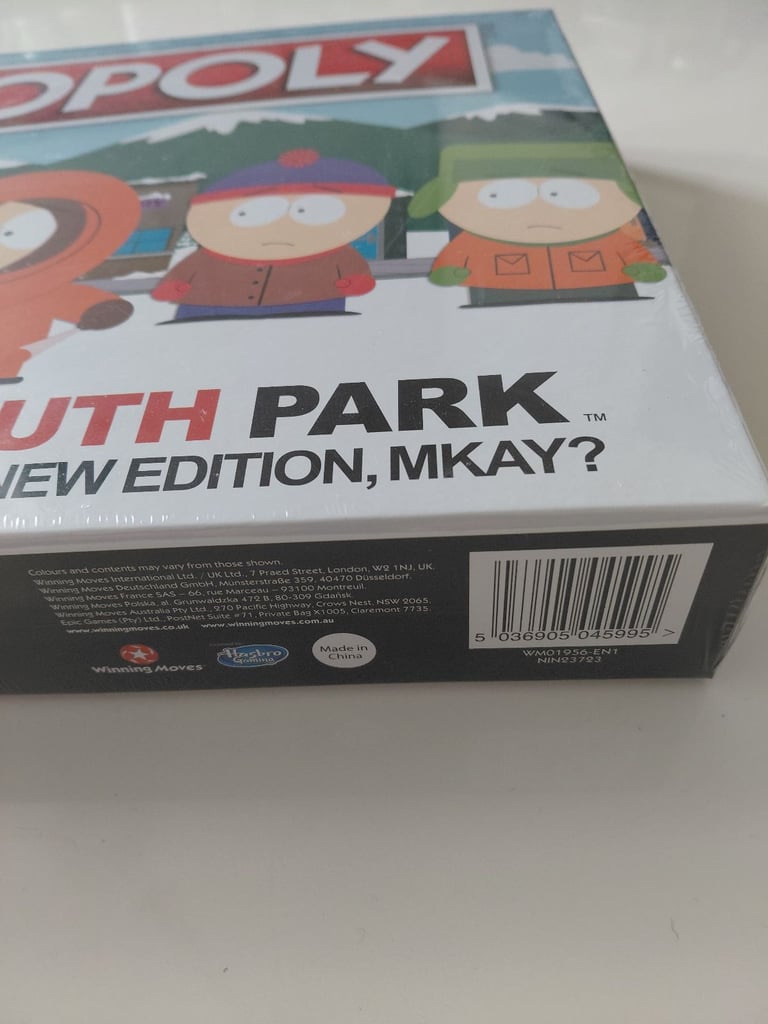 OPOLY
UTH PARK ™
NEW EDITION, MKAY?
Colours and contents may vary from those shown.
Winning Moves International Ltd. / UK Ltd., 7 Praed Street, London, W2 1NJ, UK.
Winning Moves Deutschland GmbH, Münsterstraße 359, 40470 Düsseldorf.
Winning Moves France SAS – 66, rue Marceau – 93100 Montreuil.
Winning Moves Polska, al. Grunwaldzka 472 B, 80-309 Gdańsk.
Winning Moves Australia Pty Ltd., 270 Pacific Highway, Crows Nest, NSW 2065.
Epic Games (Pty) Ltd., PostNet Suite #71, Private Bag X1005, Claremont 7735.
www.winningmoves.co.uk www.winningmoves.com.au
Winning Moves
Hasbro
Gaming
Made in
China
5 036905 045995 >
WM01956-EN1
NIN23723